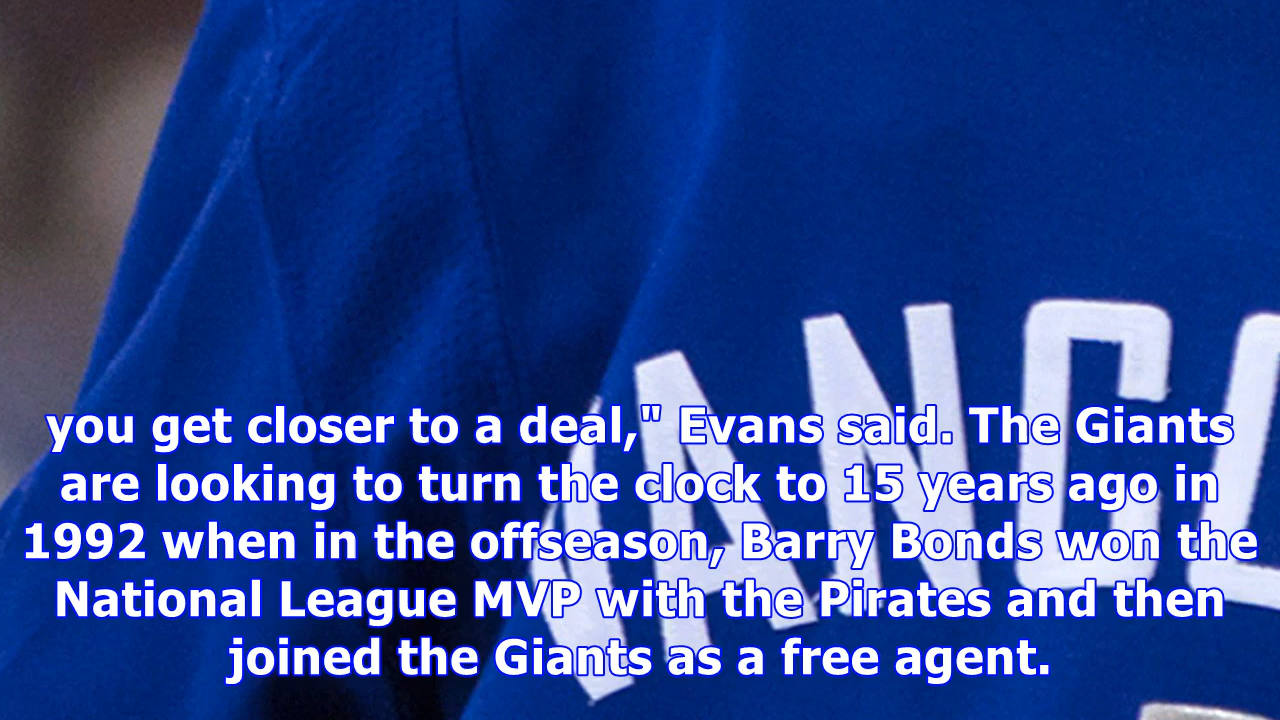 you get closer to a deal," Evans said. The Giants
are looking to turn the clock to 15 years ago in
1992 when in the offseason, Barry Bonds won the
National League MVP with the Pirates and then
joined the Giants as a free agent.